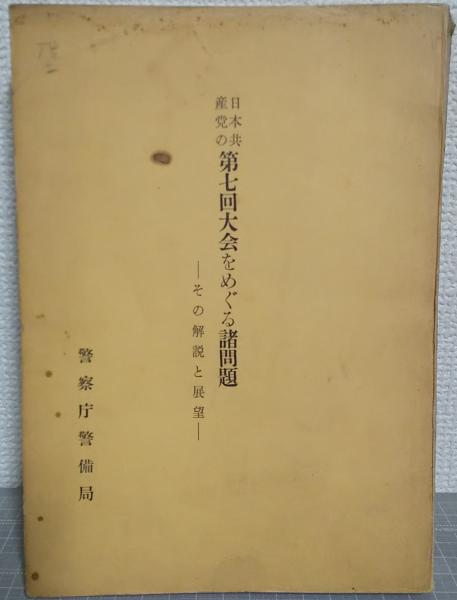 日本共産党の第七回大会をめぐる諸問題
―その解説と展望―
警察庁警備局